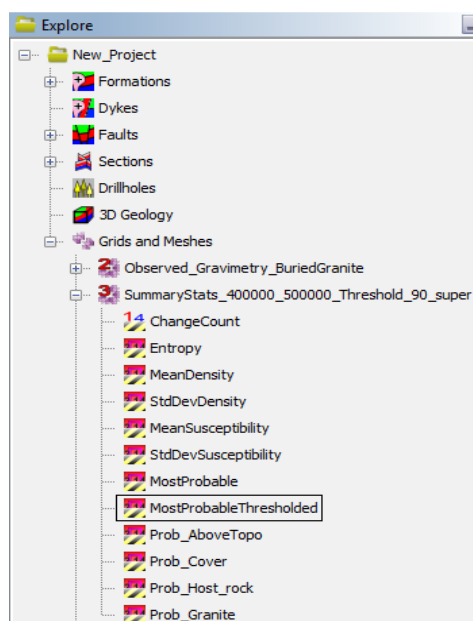 Explore
New_Project
Formations
Dykes
Faults
Sections
Drillholes
3D Geology
Grids and Meshes
Observed_Gravimetry_BuriedGranite
SummaryStats_400000_500000_Threshold_90_super
ChangeCount
Entropy
MeanDensity
StdDevDensity
MeanSusceptibility
StdDevSusceptibility
MostProbable
MostProbableThresholded
Prob_AboveTopo
Prob_Cover
Prob_Host_rock
Prob_Granite